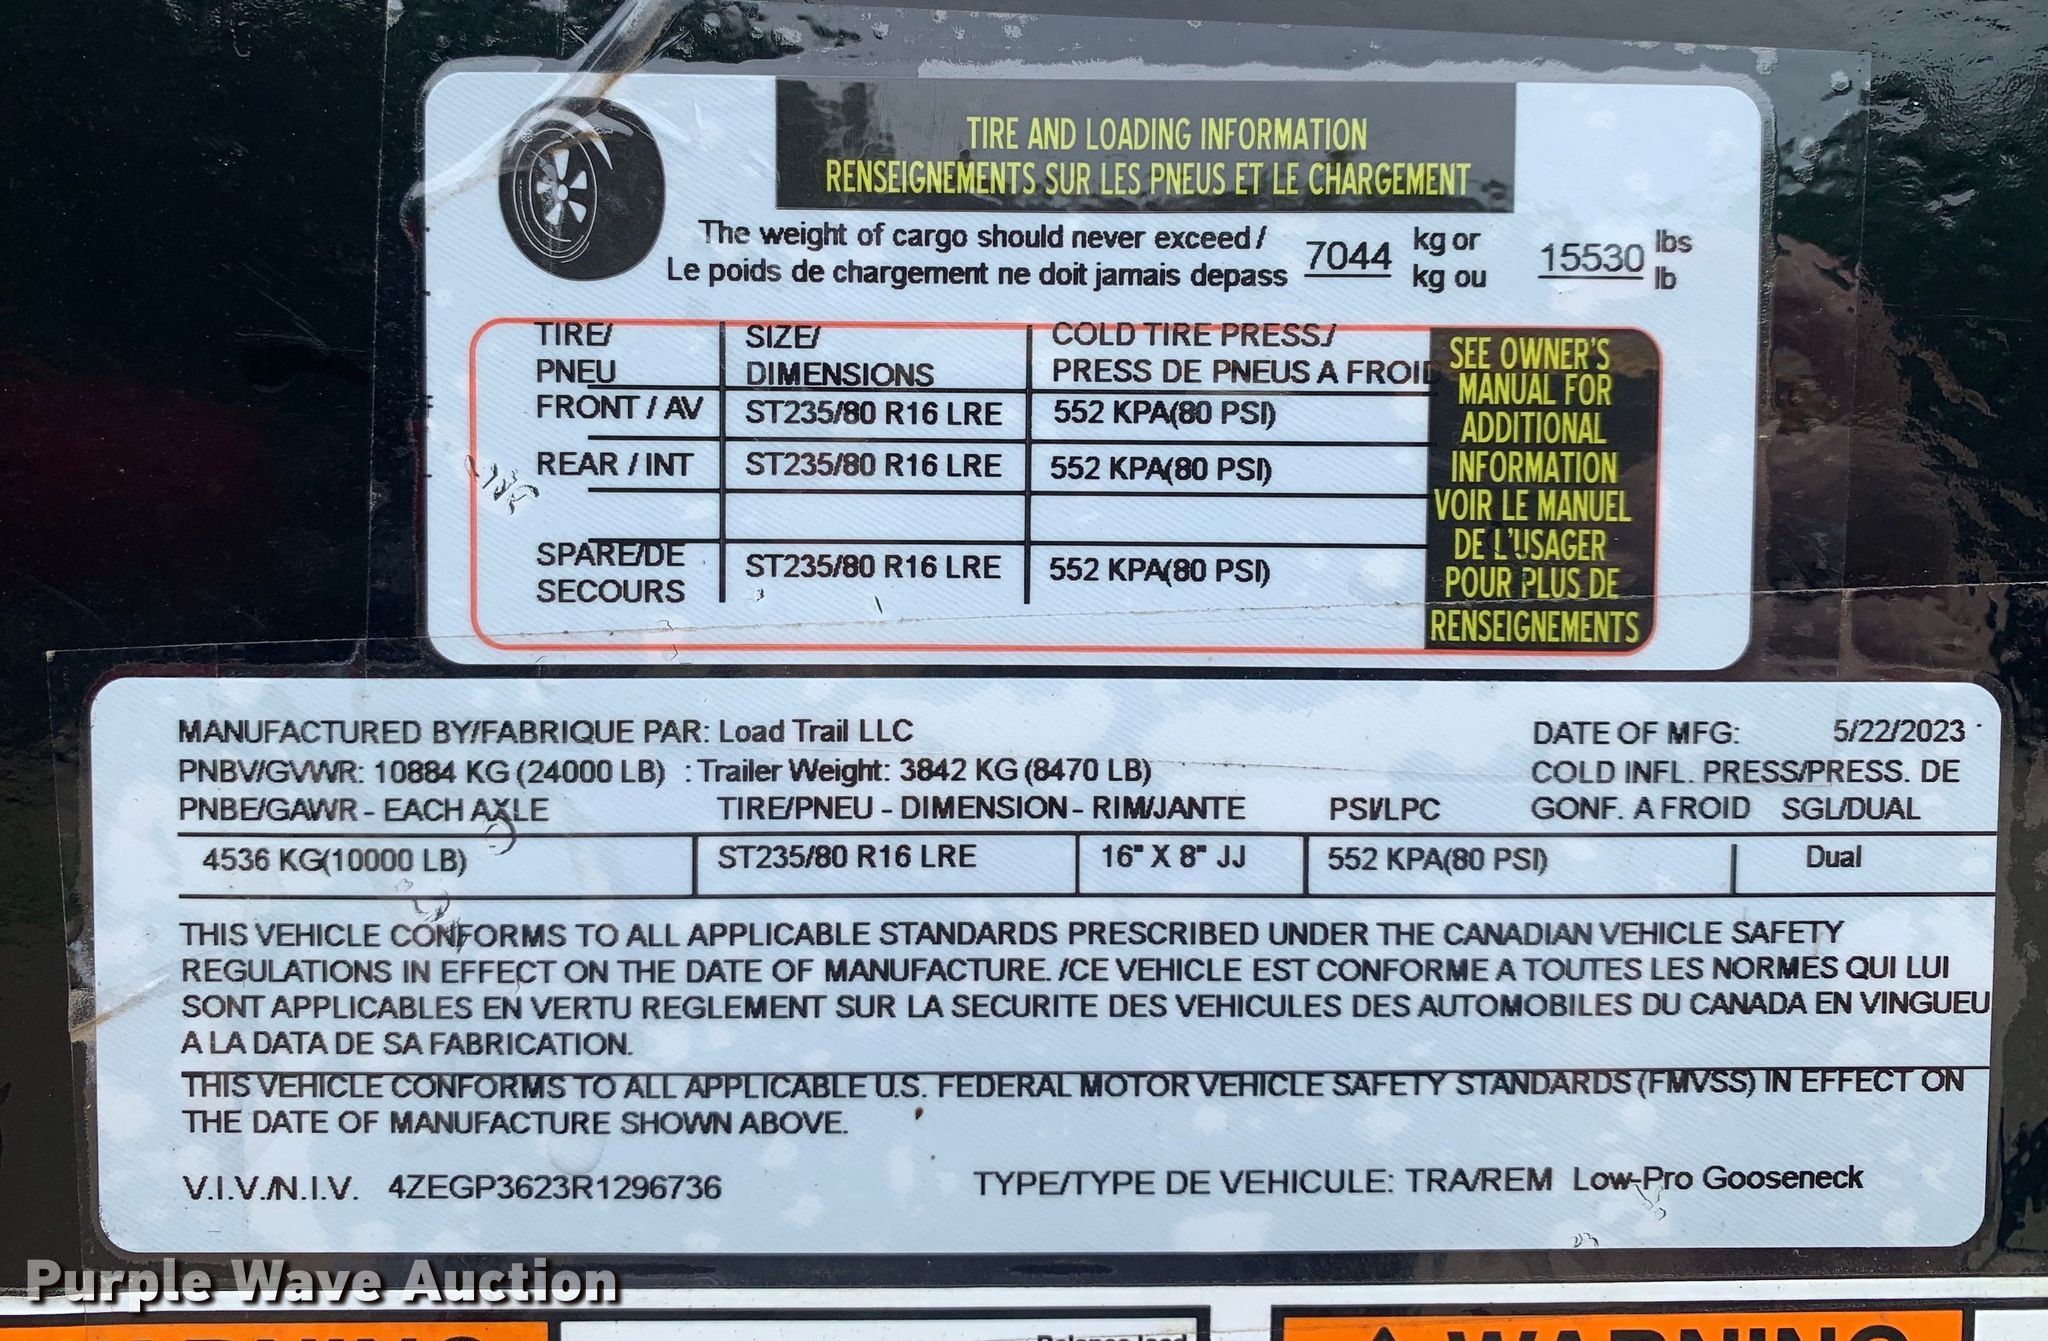 TIRE AND LOADING INFORMATION
RENSEIGNEMENTS SUR LES PNEUS ET LE CHARGEMENT
The weight of cargo should never exceed / 7044 kg or 15530 lbs
Le poids de chargement ne doit jamais depass kg ou lb
TIRE/ SIZE/ COLD TIRE PRESS./
PNEU DIMENSIONS PRESS DE PNEUS A FROID
FRONT / AV ST235/80 R16 LRE 552 KPA(80 PSI)
REAR / INT ST235/80 R16 LRE 552 KPA(80 PSI)
SPARE/DE ST235/80 R16 LRE 552 KPA(80 PSI)
SECOURS
SEE OWNER'S
MANUAL FOR
ADDITIONAL
INFORMATION
VOIR LE MANUEL
DE L'USAGER
POUR PLUS DE
RENSEIGNEMENTS
MANUFACTURED BY/FABRIQUE PAR: Load Trail LLC DATE OF MFG: 5/22/2023
PNBV/GVWR: 10884 KG (24000 LB) : Trailer Weight: 3842 KG (8470 LB) COLD INFL. PRESS/PRESS. DE
PNBE/GAWR - EACH AXLE TIRE/PNEU - DIMENSION - RIM/JANTE PSI/LPC GONF. A FROID SGL/DUAL
4536 KG(10000 LB) ST235/80 R16 LRE 16" X 8" JJ 552 KPA(80 PSI) Dual
THIS VEHICLE CONFORMS TO ALL APPLICABLE STANDARDS PRESCRIBED UNDER THE CANADIAN VEHICLE SAFETY
REGULATIONS IN EFFECT ON THE DATE OF MANUFACTURE. /CE VEHICLE EST CONFORME A TOUTES LES NORMES QUI LUI
SONT APPLICABLES EN VERTU REGLEMENT SUR LA SECURITE DES VEHICULES DES AUTOMOBILES DU CANADA EN VINGUEU
A LA DATA DE SA FABRICATION.
THIS VEHICLE CONFORMS TO ALL APPLICABLE U.S. FEDERAL MOTOR VEHICLE SAFETY STANDARDS (FMVSS) IN EFFECT ON
THE DATE OF MANUFACTURE SHOWN ABOVE.
V.I.V./N.I.V. 4ZEGP3623R1296736 TYPE/TYPE DE VEHICULE: TRA/REM Low-Pro Gooseneck
Purple Wave Auction
WARNING